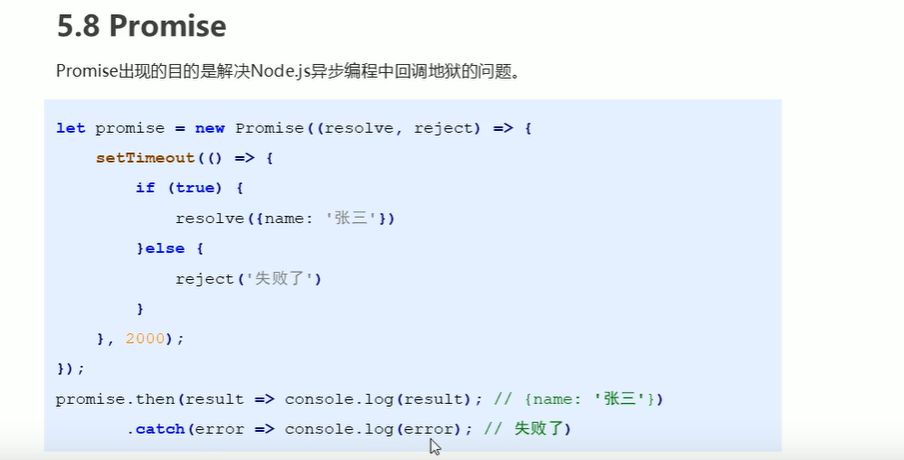 5.8 Promise
Promise出现的目的是解决Node.js异步编程中回调地狱的问题。
let promise = new Promise((resolve, reject) => {
    setTimeout(() => {
        if (true) {
            resolve({name: '张三'})
        }else {
            reject('失败了')
        }
    }, 2000);
});
promise.then(result => console.log(result); // {name: '张三'})
       .catch(error => console.log(error); // 失败了)